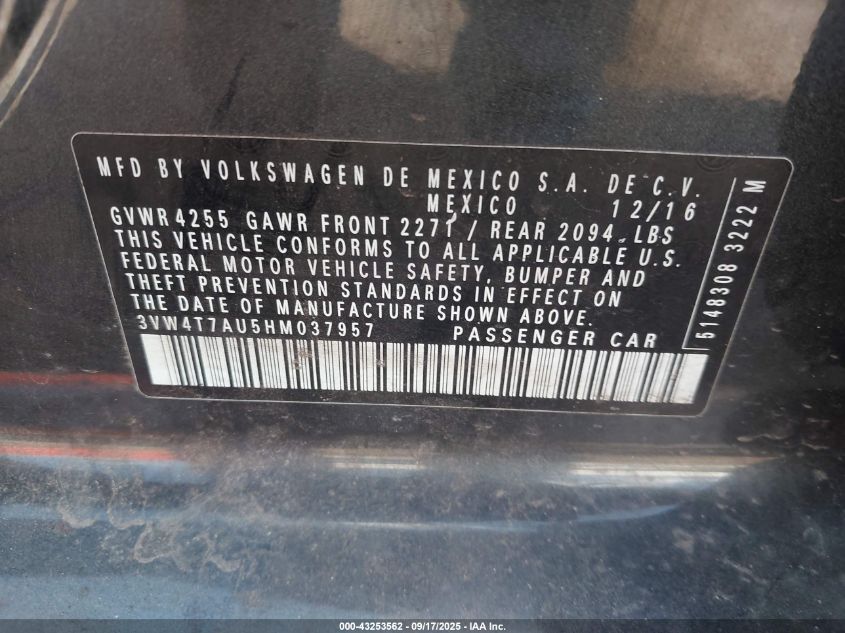 MFD BY VOLKSWAGEN DE MEXICO S.A. DE C.V.
MEXICO 12/16
GVWR 4255 GAWR FRONT 2271 / REAR 2094 LBS
THIS VEHICLE CONFORMS TO ALL APPLICABLE U.S.
FEDERAL MOTOR VEHICLE SAFETY, BUMPER AND
THEFT PREVENTION STANDARDS IN EFFECT ON
THE DATE OF MANUFACTURE SHOWN ABOVE.
3VW4T7AU5HM037957 PASSENGER CAR
5148308 3222 M
000-43253562 - 09/17/2025 - IAA Inc.